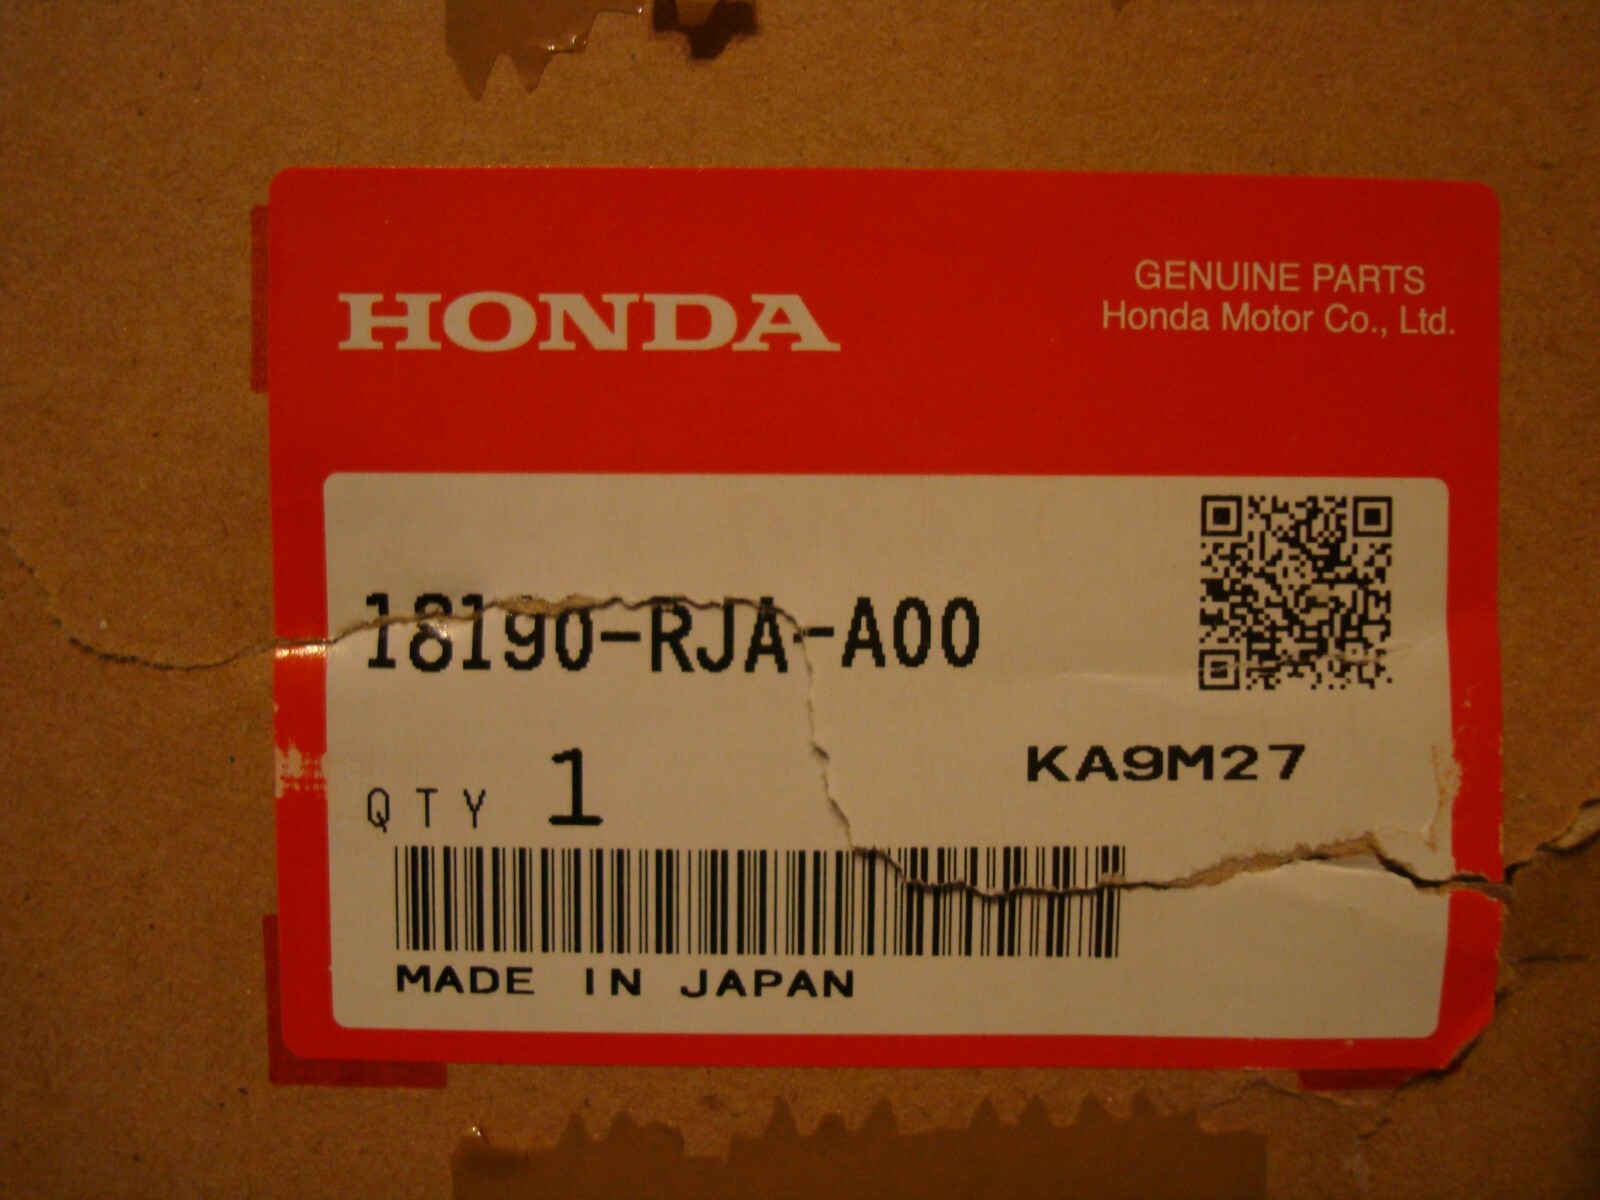 HONDA
GENUINE PARTS
Honda Motor Co., Ltd.
18190-RJA-A00
KA9M27
QTY 1
MADE IN JAPAN